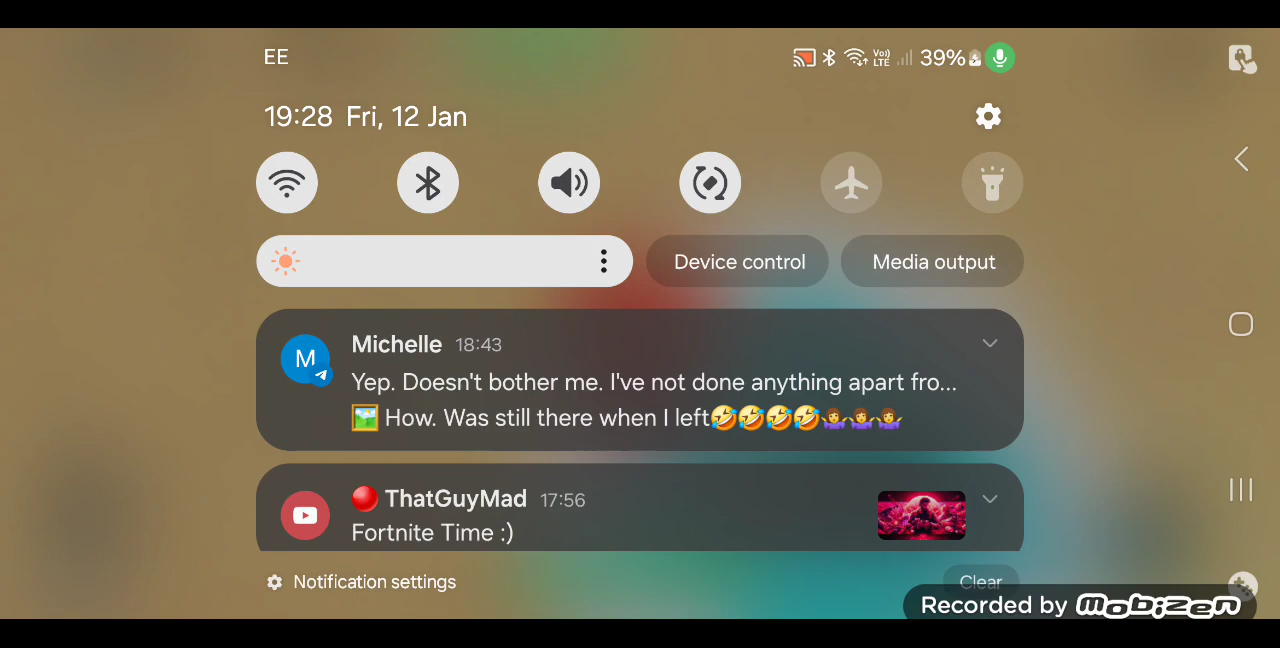 EE
Vo)) LTE 39%
19:28 Fri, 12 Jan
Device control
Media output
M
Michelle 18:43
Yep. Doesn't bother me. I've not done anything apart fro...
🖼️ How. Was still there when I left🤣🤣🤣🤣🤷‍♀️🤷‍♀️🤷‍♀️
🔴 ThatGuyMad 17:56
Fortnite Time :)
Notification settings
Clear
Recorded by mobizen